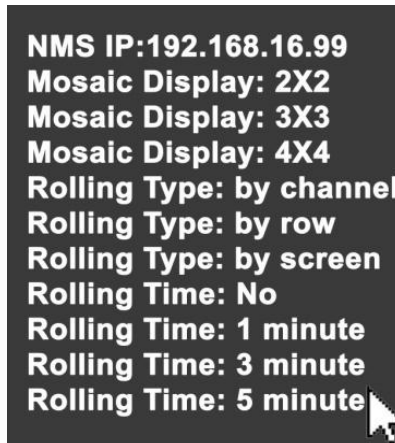 NMS IP:192.168.16.99
Mosaic Display: 2X2
Mosaic Display: 3X3
Mosaic Display: 4X4
Rolling Type: by channel
Rolling Type: by row
Rolling Type: by screen
Rolling Time: No
Rolling Time: 1 minute
Rolling Time: 3 minute
Rolling Time: 5 minute